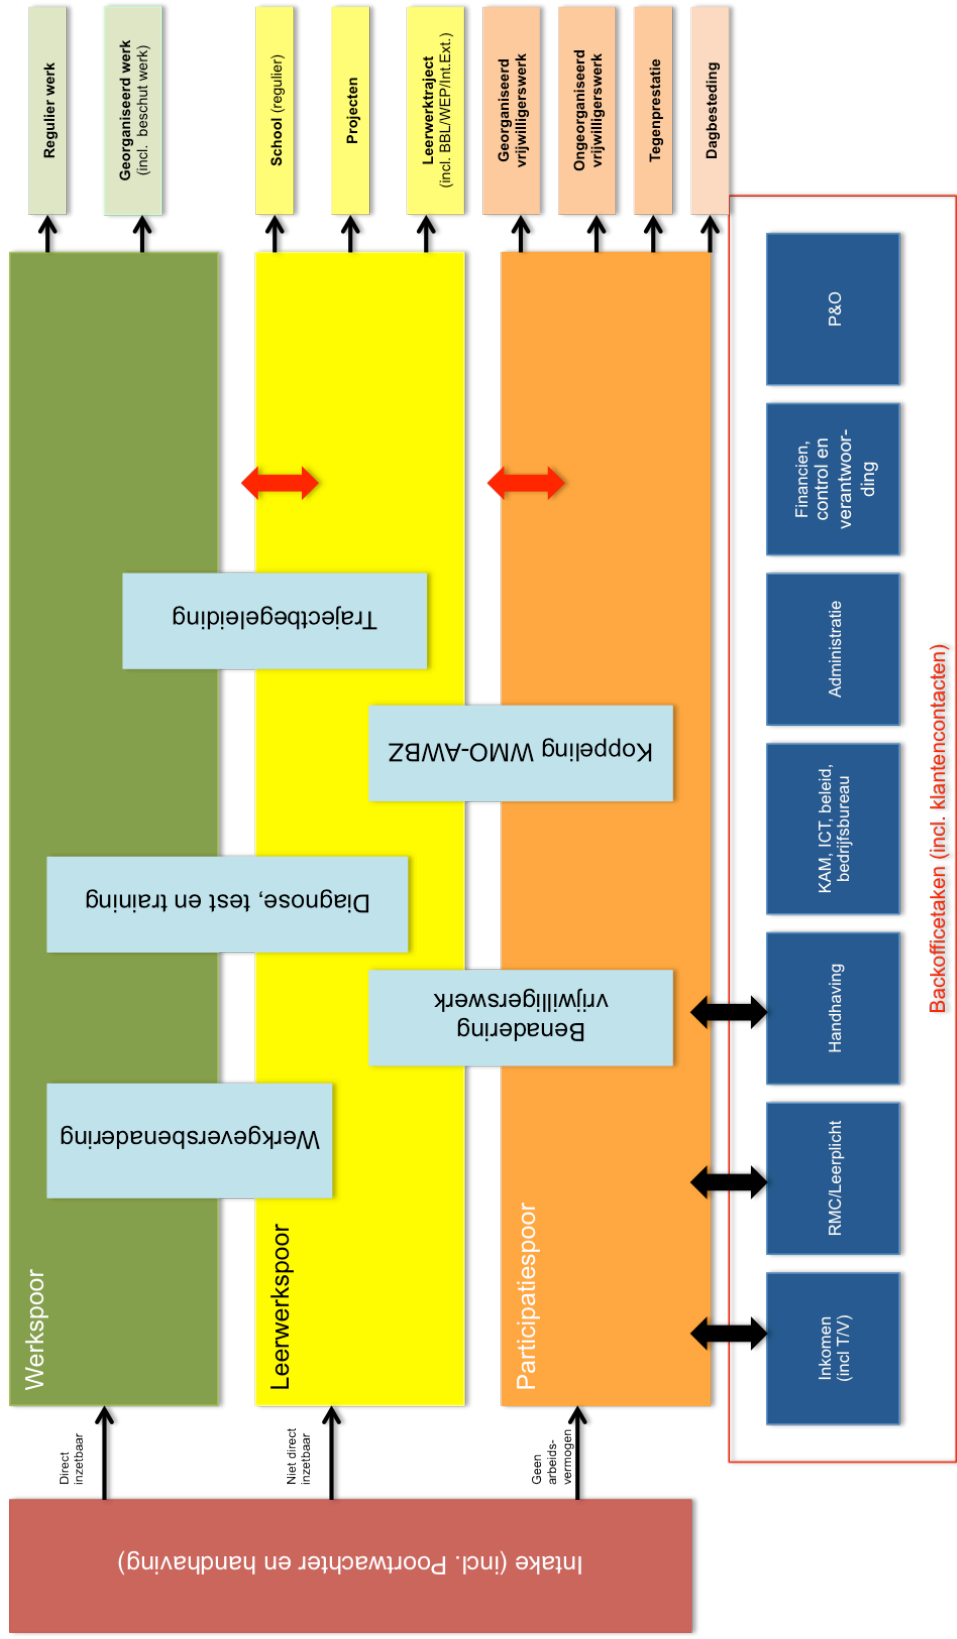 Intake (incl. Poortwachter en handhaving)
Direct
inzetbaar
Niet direct
inzetbaar
Geen
arbeids-
vermogen
Werkspoor
Leerwerkspoor
Participatiespoor
Werkgeversbenadering
Benadering
vrijwilligerswerk
Diagnose, test en training
Koppeling WMO-AWBZ
Trajectbegeleiding
Regulier werk
Georganiseerd werk
(incl. beschut werk)
School (regulier)
Projecten
Leerwerktraject
(incl. BBL/WEP/Int.Ext.)
Georganiseerd
vrijwilligerswerk
Ongeorganiseerd
vrijwilligerswerk
Tegenprestatie
Dagbesteding
Inkomen
(incl T/V)
RMC/Leerplicht
Handhaving
KAM, ICT, beleid,
bedrijfsbureau
Administratie
Financien,
control en
verantwoor-
ding
P&O
Backofficetaken (incl. klantencontacten)